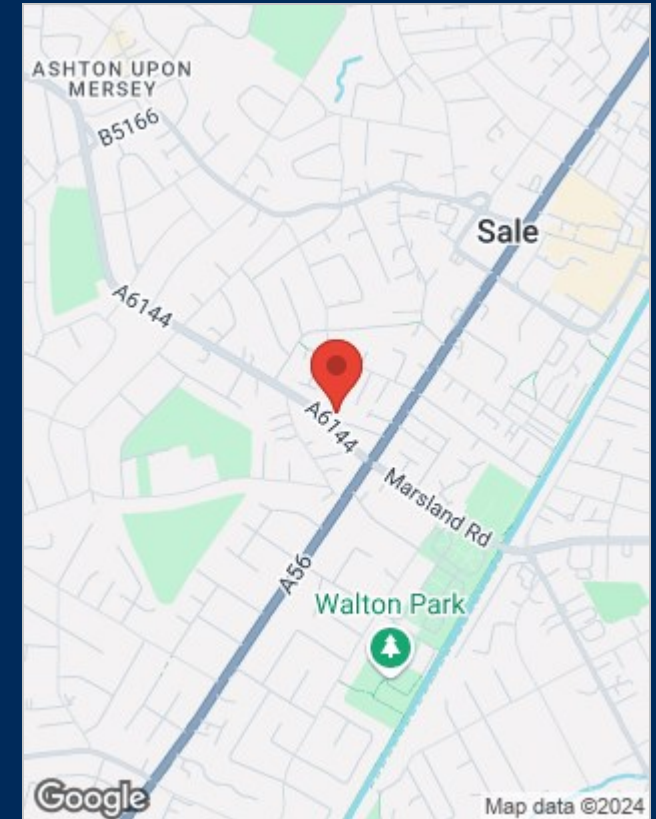 ASHTON UPON
MERSEY
B5166
Sale
A6144
A6144
Marsland Rd
A56
Walton Park
Google
Map data ©2024